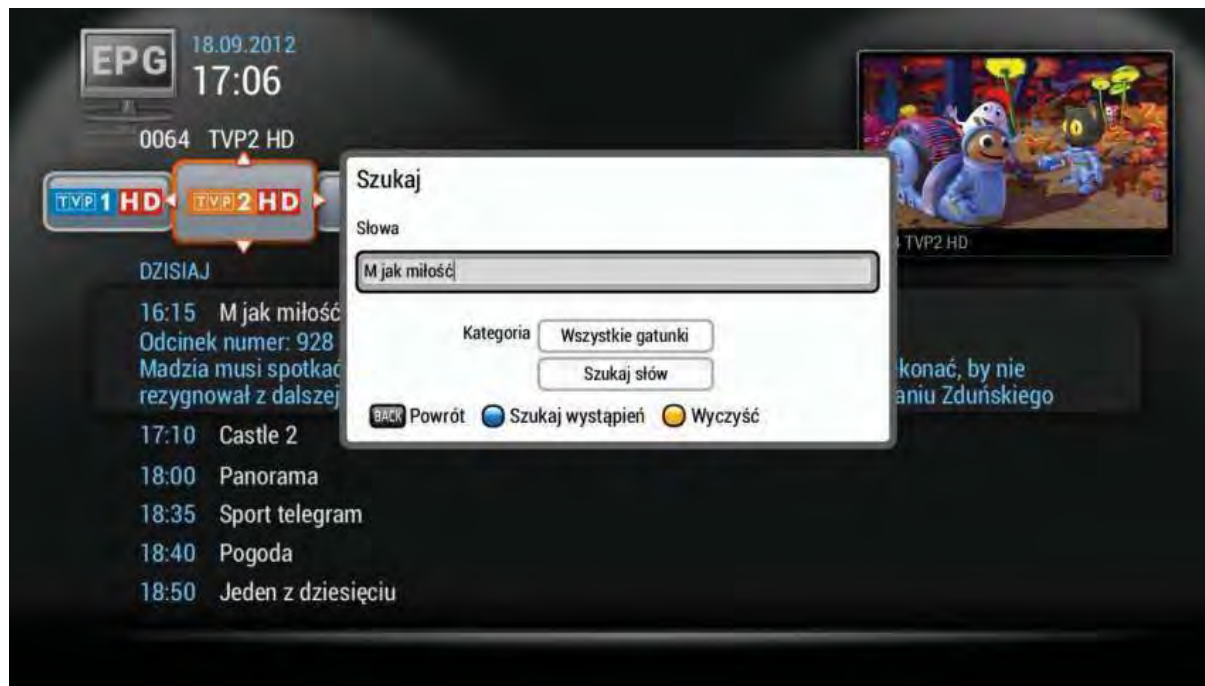 EPG
18.09.2012
17:06
0064 TVP2 HD
TVP 1 HD
TVP 2 HD
TVP2 HD
Szukaj
Słowa
M jak miłość
Kategoria Wszystkie gatunki
Szukaj słów
BACK Powrót Szukaj wystąpień Wyczyść
DZISIAJ
16:15 M jak miłość
Odcinek numer: 928
Madzia musi spotkać konać, by nie
rezygnował z dalszej aniu Zduńskiego
17:10 Castle 2
18:00 Panorama
18:35 Sport telegram
18:40 Pogoda
18:50 Jeden z dziesięciu